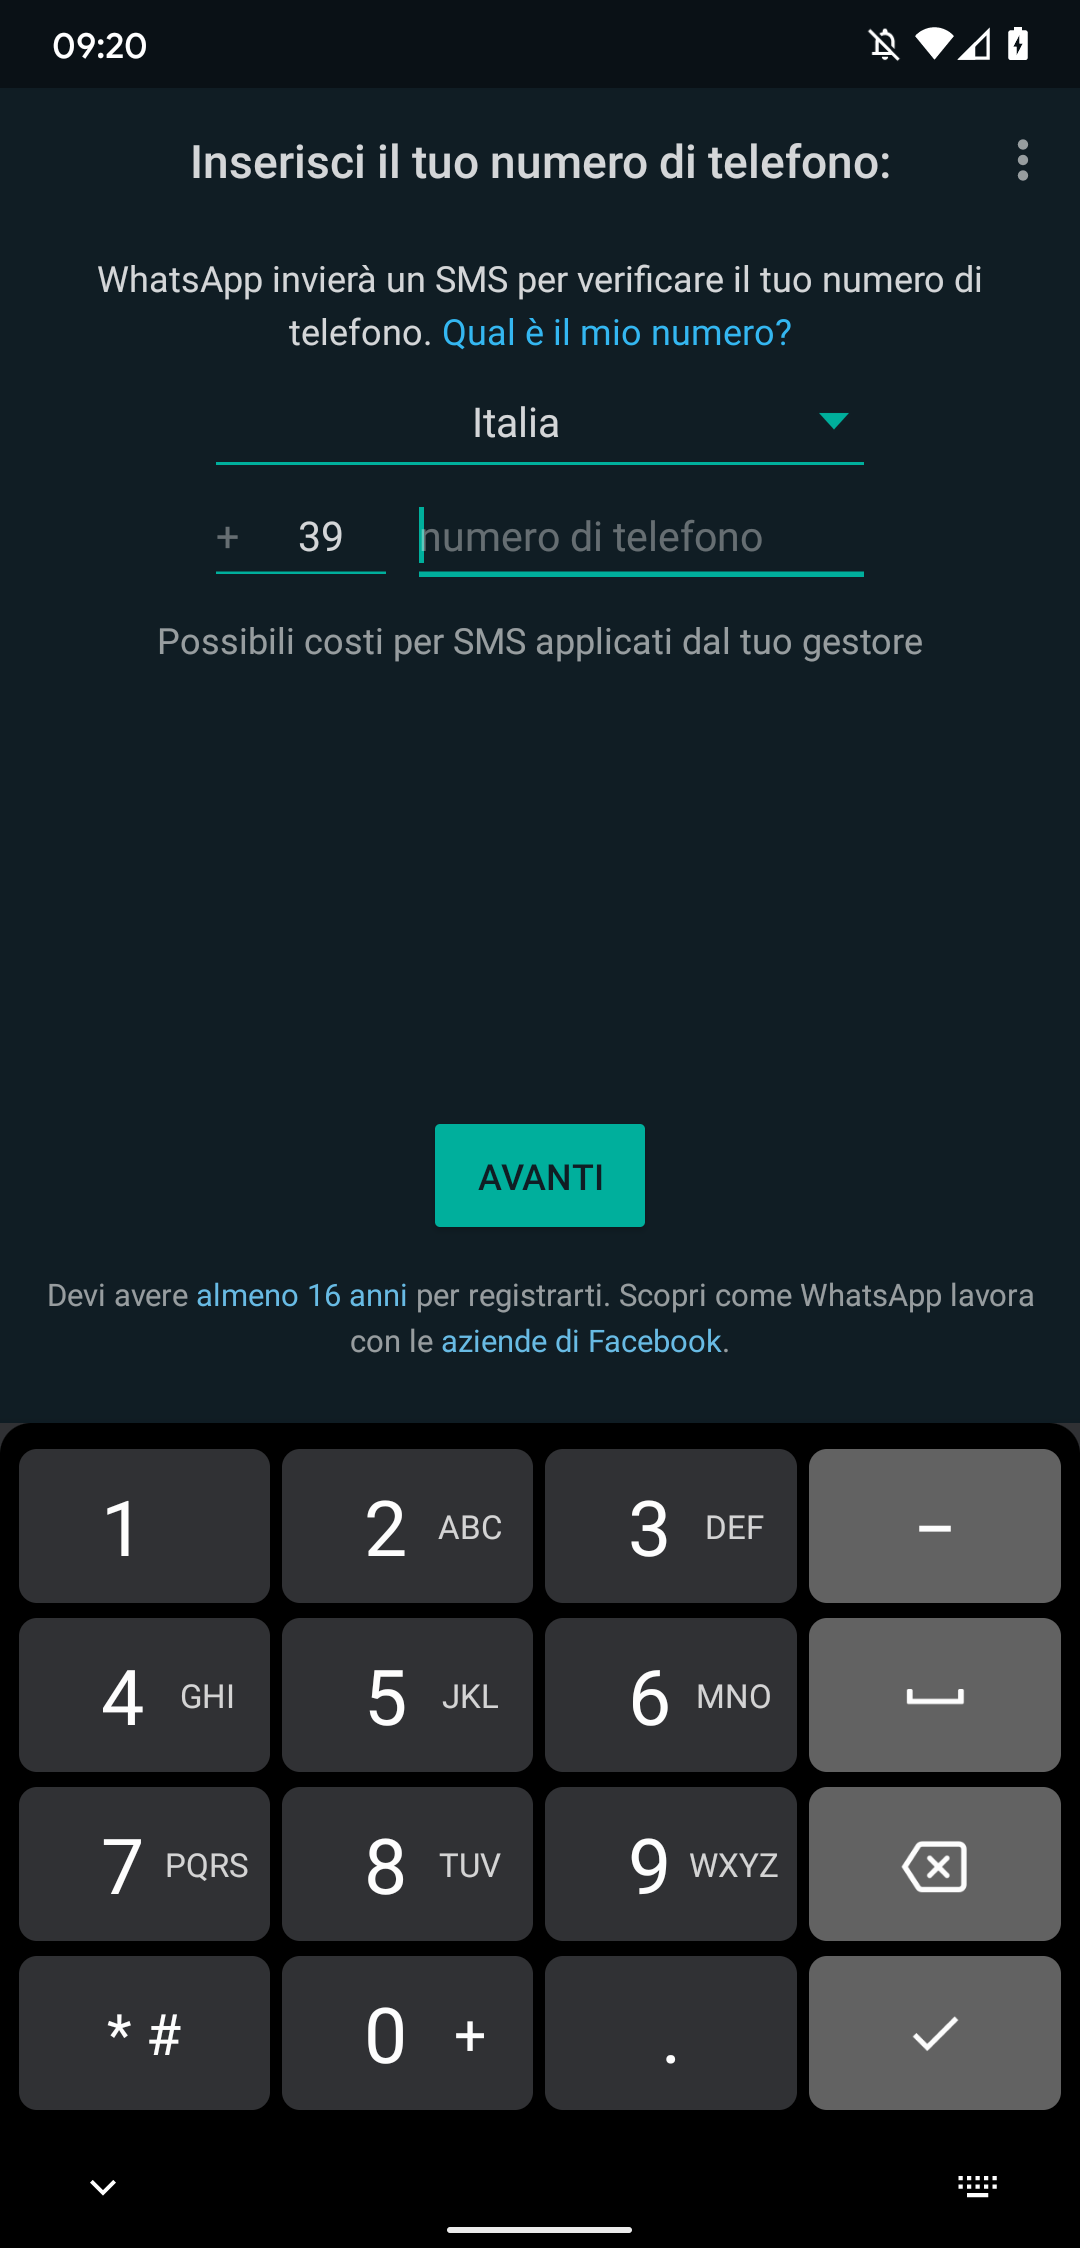 09:20
Inserisci il tuo numero di telefono:
WhatsApp invierà un SMS per verificare il tuo numero di
telefono. Qual è il mio numero?
Italia
+ 39 numero di telefono
Possibili costi per SMS applicati dal tuo gestore
AVANTI
Devi avere almeno 16 anni per registrarti. Scopri come WhatsApp lavora
con le aziende di Facebook.
1 2 ABC 3 DEF –
4 GHI 5 JKL 6 MNO
7 PQRS 8 TUV 9 WXYZ
* # 0 + .